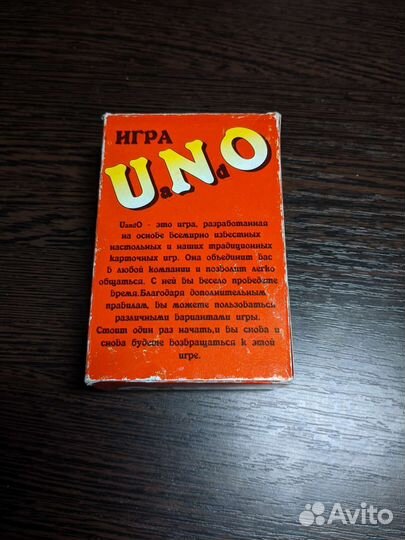 ИГРА
UaNdO
UandO - это игра, разработанная
на основе всемирно известных
настольных и наших традиционных
карточных игр. Она объединит вас
в любой компании и позволит легко
общаться. С ней вы весело проведете
время.Благодаря дополнительным
правилам, вы можете пользоваться
различными вариантами игры.
Стоит один раз начать,и вы снова и
снова будете возвращаться к этой
игре.
Avito